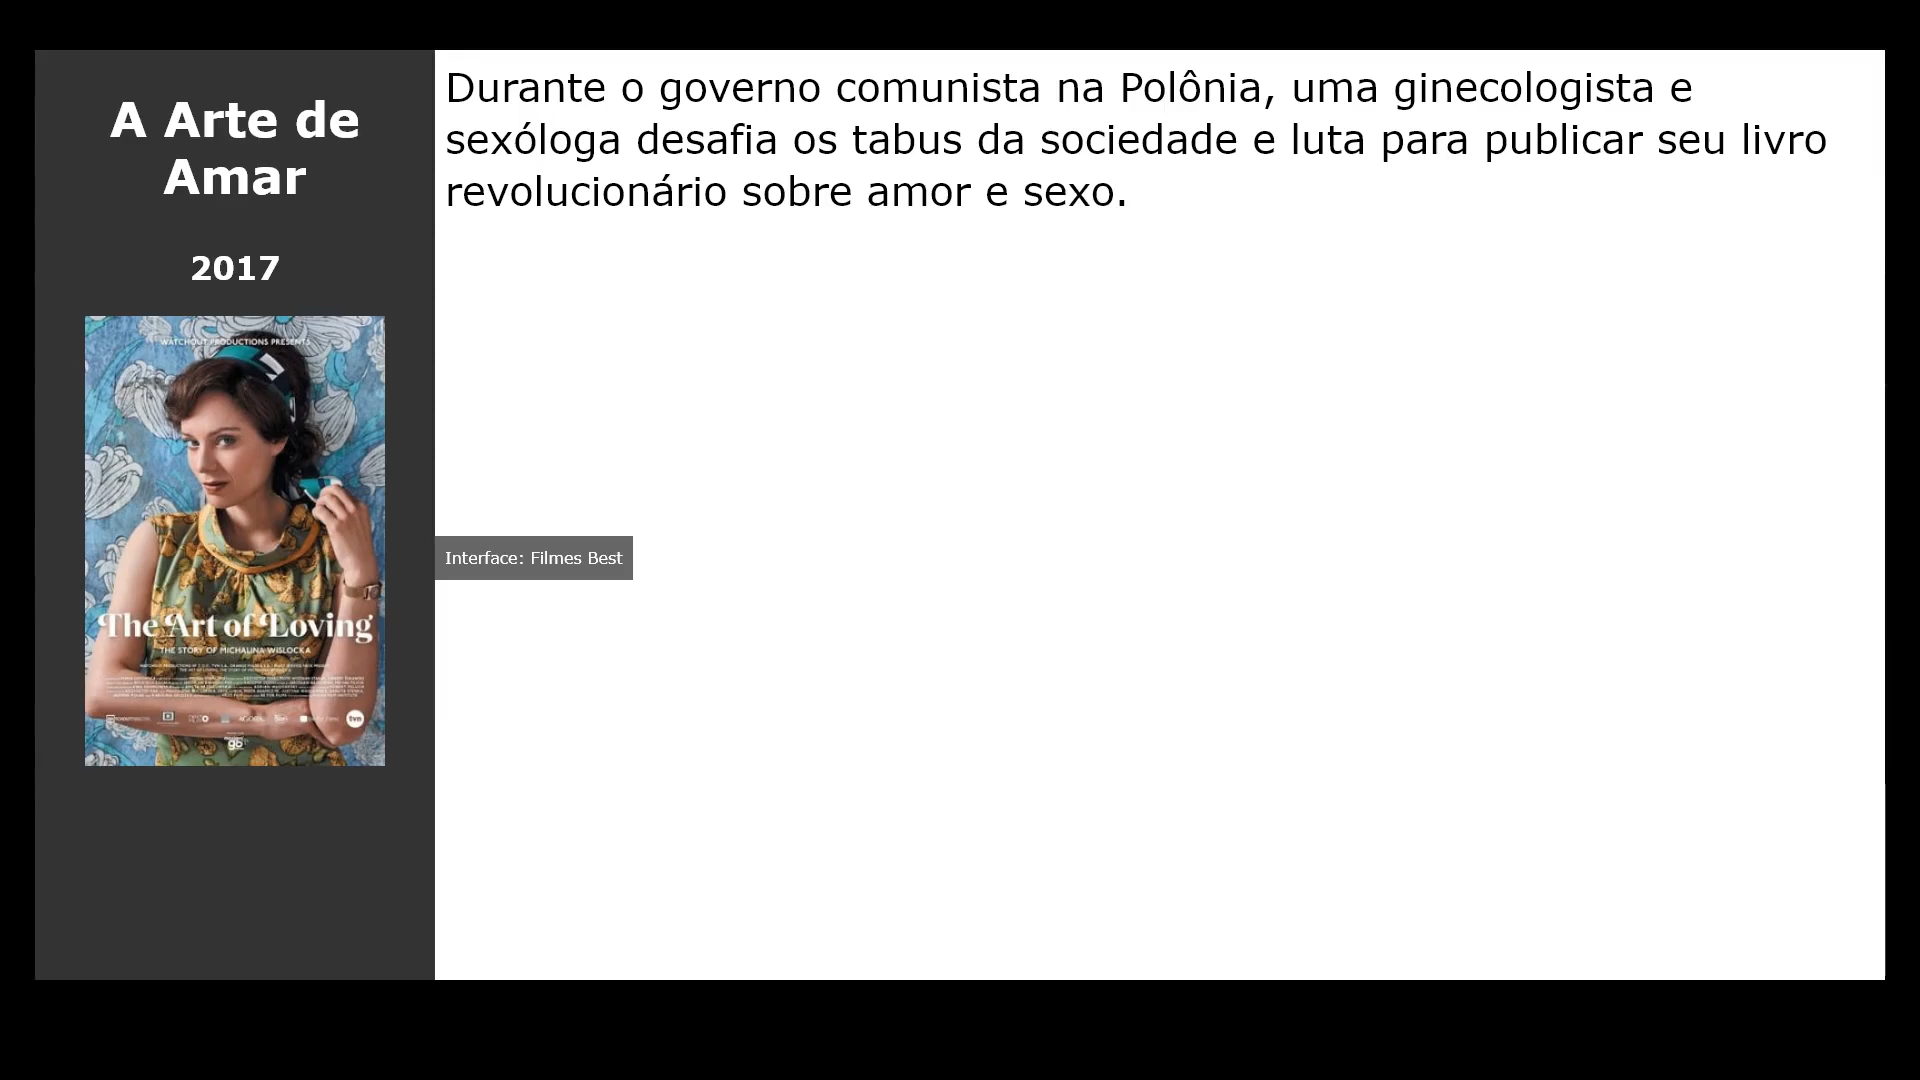 A Arte de
Amar
2017
WATCHOUT PRODUCTIONS PRESENTS
The Art of Loving
THE STORY OF MICHALINA WISLOCKA
tvn
Durante o governo comunista na Polônia, uma ginecologista e
sexóloga desafia os tabus da sociedade e luta para publicar seu livro
revolucionário sobre amor e sexo.
Interface: Filmes Best